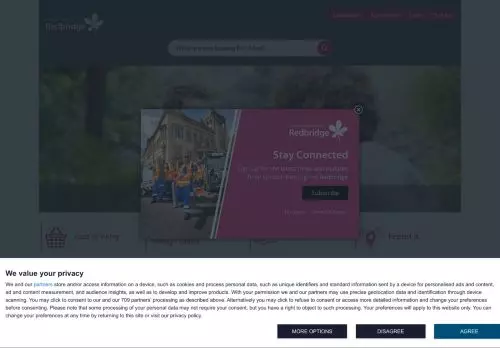 Redbridge
Redbridge
Stay Connected
Subscribe
Report it
We value your privacy
We and our partners store and/or access information on a device, such as cookies and process personal data, such as unique identifiers and standard information sent by a device for personalised ads and content,
ad and content measurement, and audience insights, as well as to develop and improve products. With your permission we and our partners may use precise geolocation data and identification through device
scanning. You may click to consent to our and our 709 partners' processing as described above. Alternatively you may click to refuse to consent or access more detailed information and change your preferences
before consenting. Please note that some processing of your personal data may not require your consent, but you have a right to object to such processing. Your preferences will apply to this website only. You can
change your preferences at any time by returning to this site or visit our privacy policy.
MORE OPTIONS
DISAGREE
AGREE